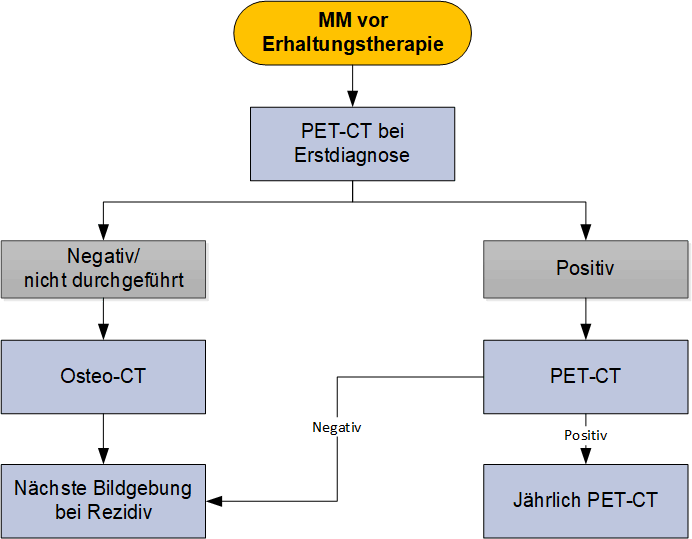 MM vor
Erhaltungstherapie
PET-CT bei
Erstdiagnose
Negativ/
nicht durchgeführt
Positiv
Osteo-CT
PET-CT
Negativ
Positiv
Nächste Bildgebung
bei Rezidiv
Jährlich PET-CT